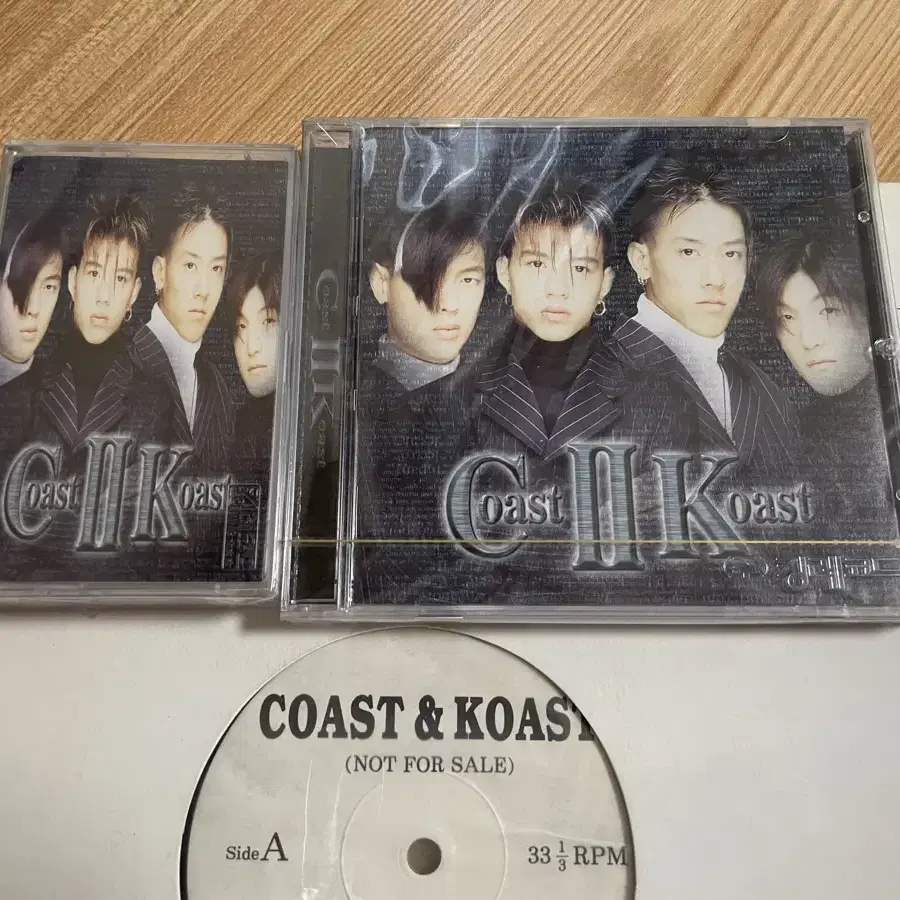 Coast II Koast
Coast II Koast
Coast II Koast
COAST & KOAST
(NOT FOR SALE)
Side A
33 1/3 RPM